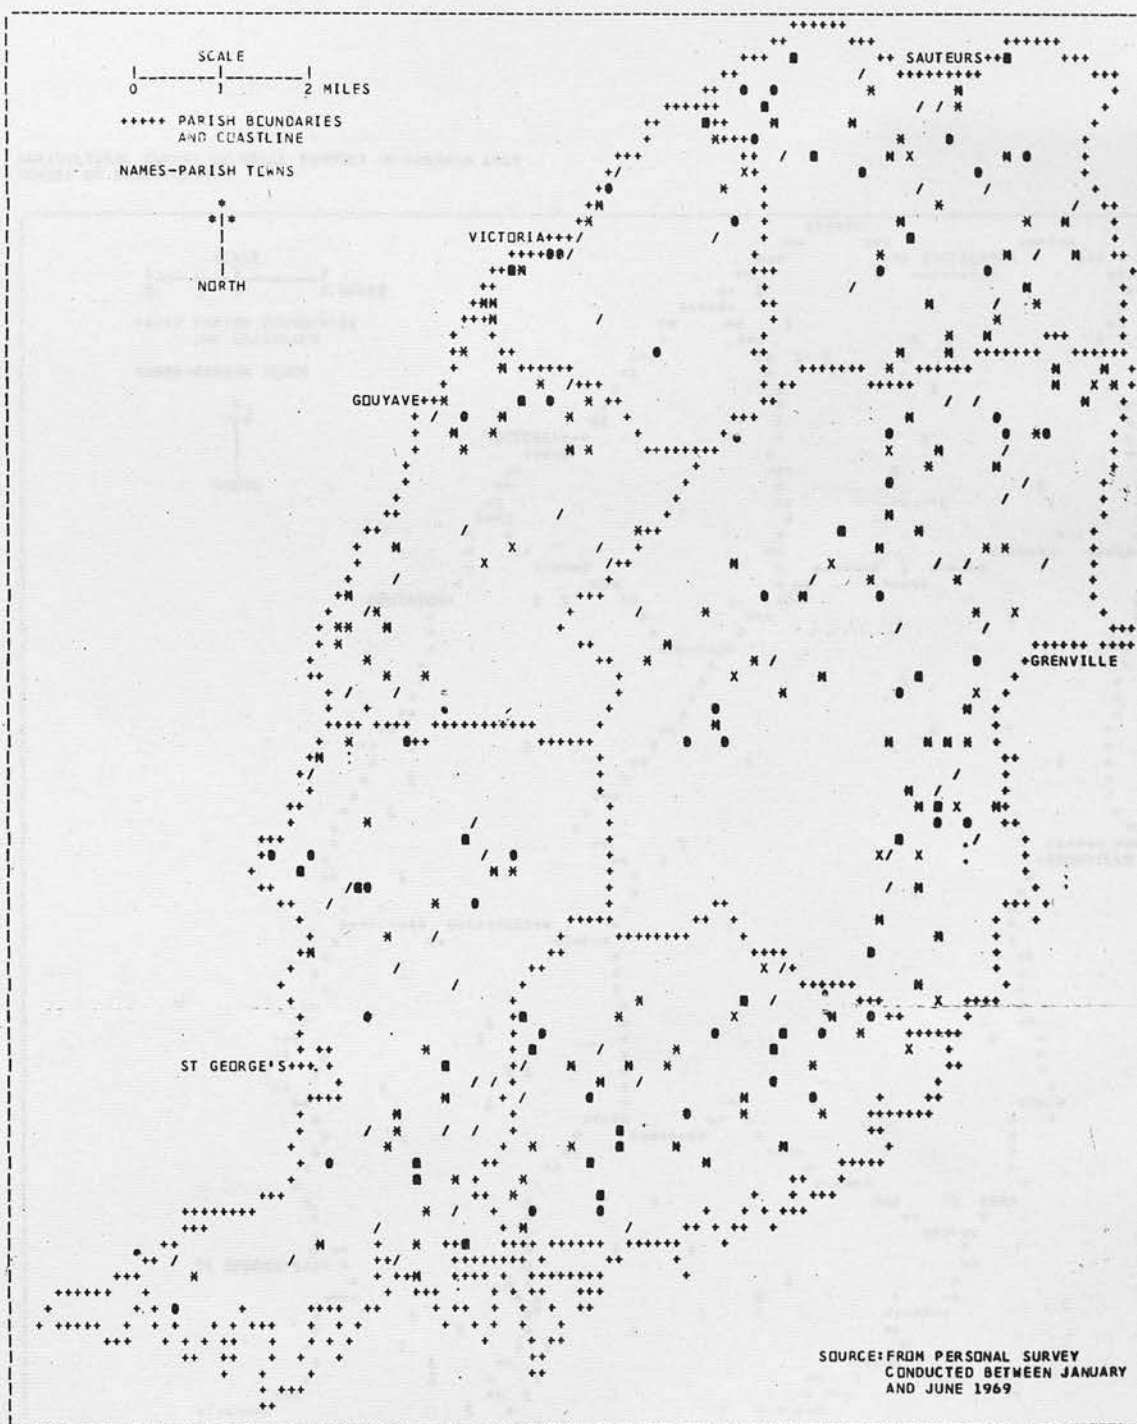 SCALE
0 1 2 MILES
+++++ PARISH BOUNDARIES
AND COASTLINE
NAMES-PARISH TOWNS
NORTH
SAUTEURS
VICTORIA
GOUYAVE
GRENVILLE
ST GEORGE'S
SOURCE:FROM PERSONAL SURVEY
CONDUCTED BETWEEN JANUARY
AND JUNE 1969